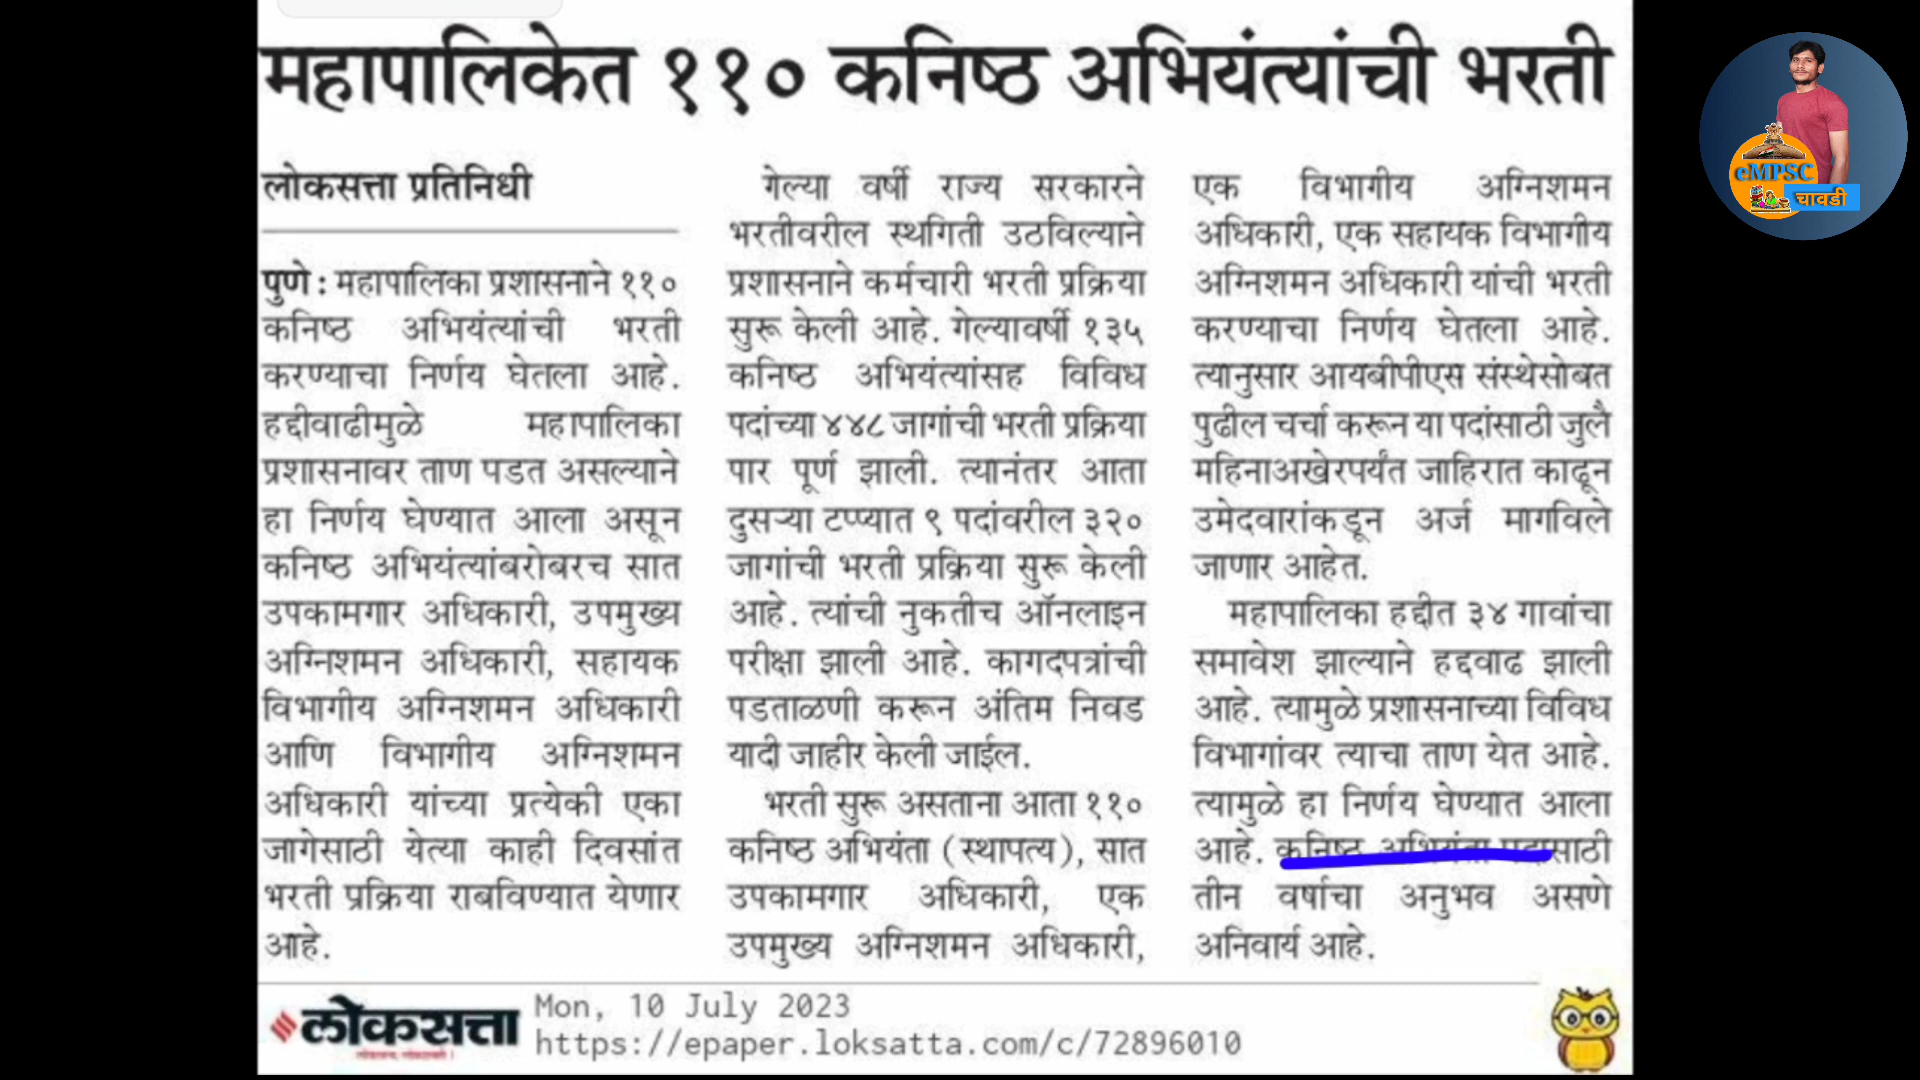 महापालिकेत ११० कनिष्ठ अभियंत्यांची भरती
लोकसत्ता प्रतिनिधी
पुणे : महापालिका प्रशासनाने ११०
कनिष्ठ अभियंत्यांची भरती
करण्याचा निर्णय घेतला आहे.
हद्दीवाढीमुळे महापालिका
प्रशासनावर ताण पडत असल्याने
हा निर्णय घेण्यात आला असून
कनिष्ठ अभियंत्यांबरोबरच सात
उपकामगार अधिकारी, उपमुख्य
अग्निशमन अधिकारी, सहायक
विभागीय अग्निशमन अधिकारी
आणि विभागीय अग्निशमन
अधिकारी यांच्या प्रत्येकी एका
जागेसाठी येत्या काही दिवसांत
भरती प्रक्रिया राबविण्यात येणार
आहे.
गेल्या वर्षी राज्य सरकारने
भरतीवरील स्थगिती उठविल्याने
प्रशासनाने कर्मचारी भरती प्रक्रिया
सुरू केली आहे. गेल्यावर्षी १३५
कनिष्ठ अभियंत्यांसह विविध
पदांच्या ४४८ जागांची भरती प्रक्रिया
पार पूर्ण झाली. त्यानंतर आता
दुसऱ्या टप्प्यात ९ पदांवरील ३२०
जागांची भरती प्रक्रिया सुरू केली
आहे. त्यांची नुकतीच ऑनलाइन
परीक्षा झाली आहे. कागदपत्रांची
पडताळणी करून अंतिम निवड
यादी जाहीर केली जाईल.
भरती सुरू असताना आता ११०
कनिष्ठ अभियंता (स्थापत्य), सात
उपकामगार अधिकारी, एक
उपमुख्य अग्निशमन अधिकारी,
एक विभागीय अग्निशमन
अधिकारी, एक सहायक विभागीय
अग्निशमन अधिकारी यांची भरती
करण्याचा निर्णय घेतला आहे.
त्यानुसार आयबीपीएस संस्थेसोबत
पुढील चर्चा करून या पदांसाठी जुलै
महिनाअखेरपर्यंत जाहिरात काढून
उमेदवारांकडून अर्ज मागविले
जाणार आहेत.
महापालिका हद्दीत ३४ गावांचा
समावेश झाल्याने हद्दवाढ झाली
आहे. त्यामुळे प्रशासनाच्या विविध
विभागांवर त्याचा ताण येत आहे.
त्यामुळे हा निर्णय घेण्यात आला
आहे. कनिष्ठ अभियंता पदासाठी
तीन वर्षाचा अनुभव असणे
अनिवार्य आहे.
लोकसत्ता
Mon, 10 July 2023
https://epaper.loksatta.com/c/72896010
eMPSC
चावडी